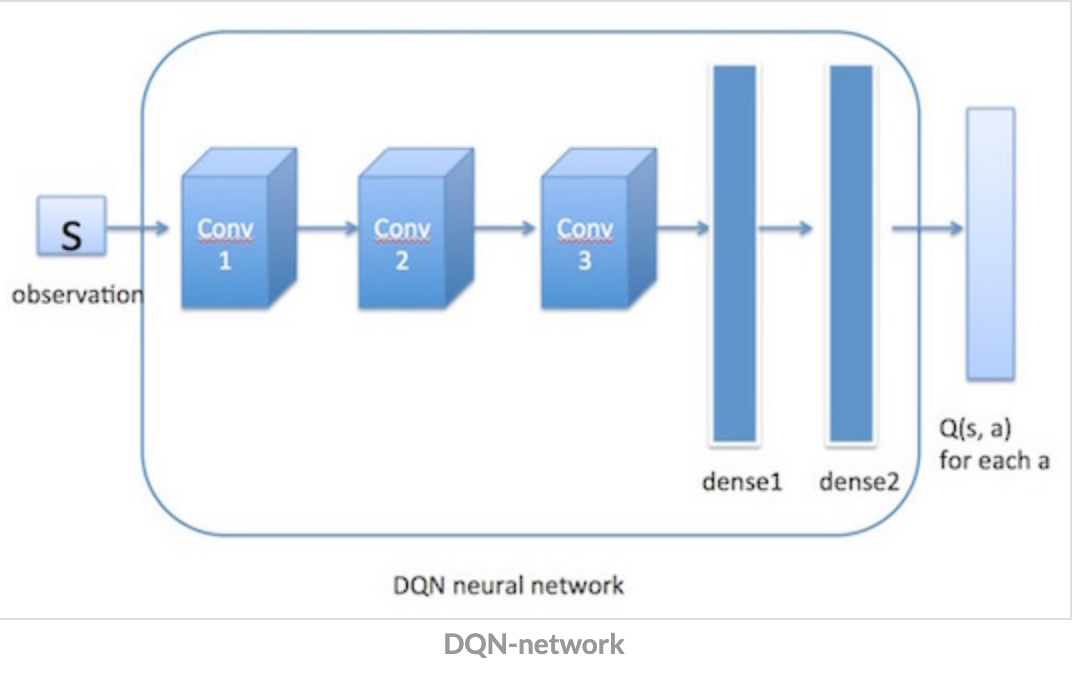 S
observation
Conv
1
Conv
2
Conv
3
dense1
dense2
Q(s, a)
for each a
DQN neural network
DQN-network